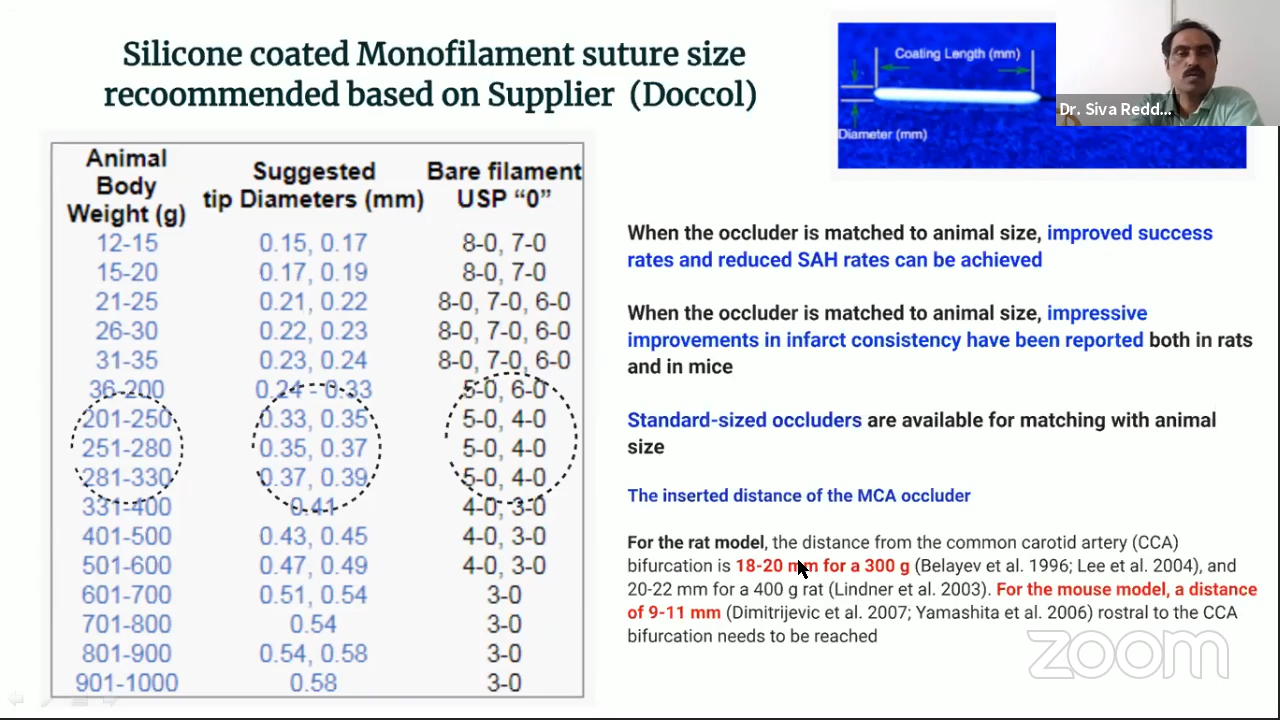 Silicone coated Monofilament suture size
recoommended based on Supplier (Doccol)
Coating Length (mm)
Diameter (mm)
Dr. Siva Redd...
Animal
Body
Weight (g)
Suggested
tip Diameters (mm)
Bare filament
USP “0”
12-15 0.15, 0.17 8-0, 7-0
15-20 0.17, 0.19 8-0, 7-0
21-25 0.21, 0.22 8-0, 7-0, 6-0
26-30 0.22, 0.23 8-0, 7-0, 6-0
31-35 0.23, 0.24 8-0, 7-0, 6-0
36-200 0.24 - 0.33 5-0, 6-0
201-250 0.33, 0.35 5-0, 4-0
251-280 0.35, 0.37 5-0, 4-0
281-330 0.37, 0.39 5-0, 4-0
331-400 0.41 4-0, 3-0
401-500 0.43, 0.45 4-0, 3-0
501-600 0.47, 0.49 4-0, 3-0
601-700 0.51, 0.54 3-0
701-800 0.54 3-0
801-900 0.54, 0.58 3-0
901-1000 0.58 3-0
When the occluder is matched to animal size, improved success
rates and reduced SAH rates can be achieved
When the occluder is matched to animal size, impressive
improvements in infarct consistency have been reported both in rats
and in mice
Standard-sized occluders are available for matching with animal
size
The inserted distance of the MCA occluder
For the rat model, the distance from the common carotid artery (CCA)
bifurcation is 18-20 mm for a 300 g (Belayev et al. 1996; Lee et al. 2004), and
20-22 mm for a 400 g rat (Lindner et al. 2003). For the mouse model, a distance
of 9-11 mm (Dimitrijevic et al. 2007; Yamashita et al. 2006) rostral to the CCA
bifurcation needs to be reached
zoom